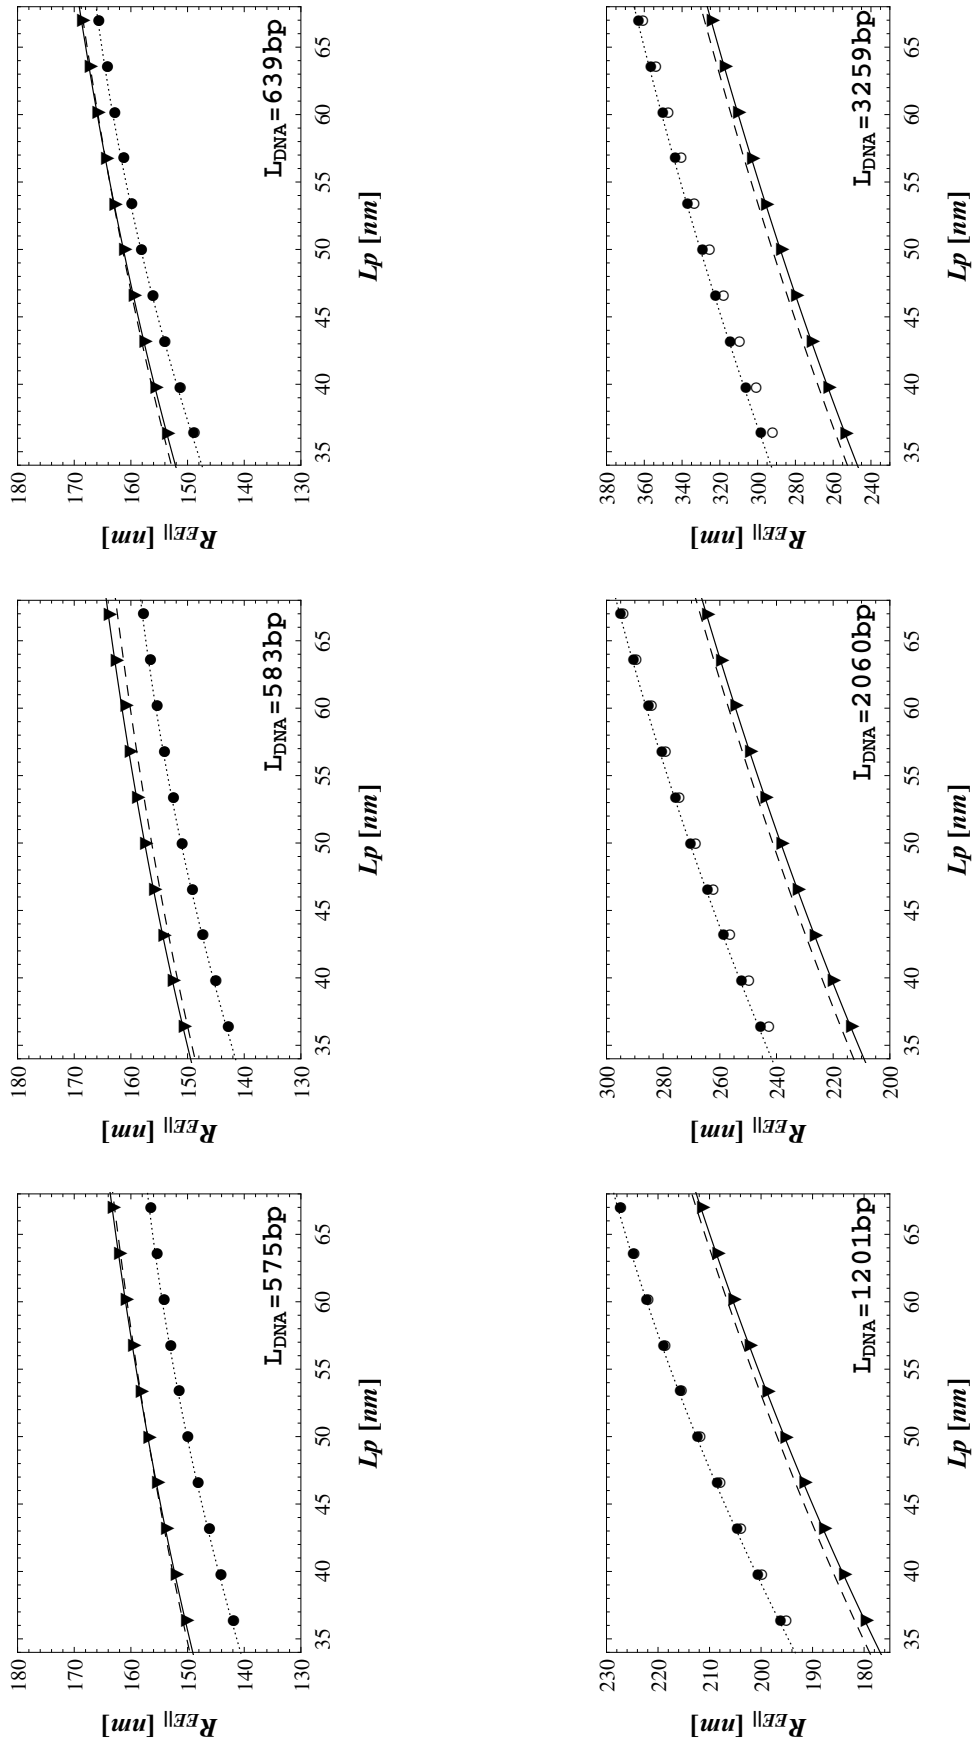 R_EE|| [nm]
180
170
160
150
140
130
L_DNA=575bp
35 40 45 50 55 60 65
Lp [nm]
R_EE|| [nm]
180
170
160
150
140
130
L_DNA=583bp
35 40 45 50 55 60 65
Lp [nm]
R_EE|| [nm]
180
170
160
150
140
130
L_DNA=639bp
35 40 45 50 55 60 65
Lp [nm]
R_EE|| [nm]
230
220
210
200
190
180
L_DNA=1201bp
35 40 45 50 55 60 65
Lp [nm]
R_EE|| [nm]
300
280
260
240
220
200
L_DNA=2060bp
35 40 45 50 55 60 65
Lp [nm]
R_EE|| [nm]
380
360
340
320
300
280
260
240
L_DNA=3259bp
35 40 45 50 55 60 65
Lp [nm]